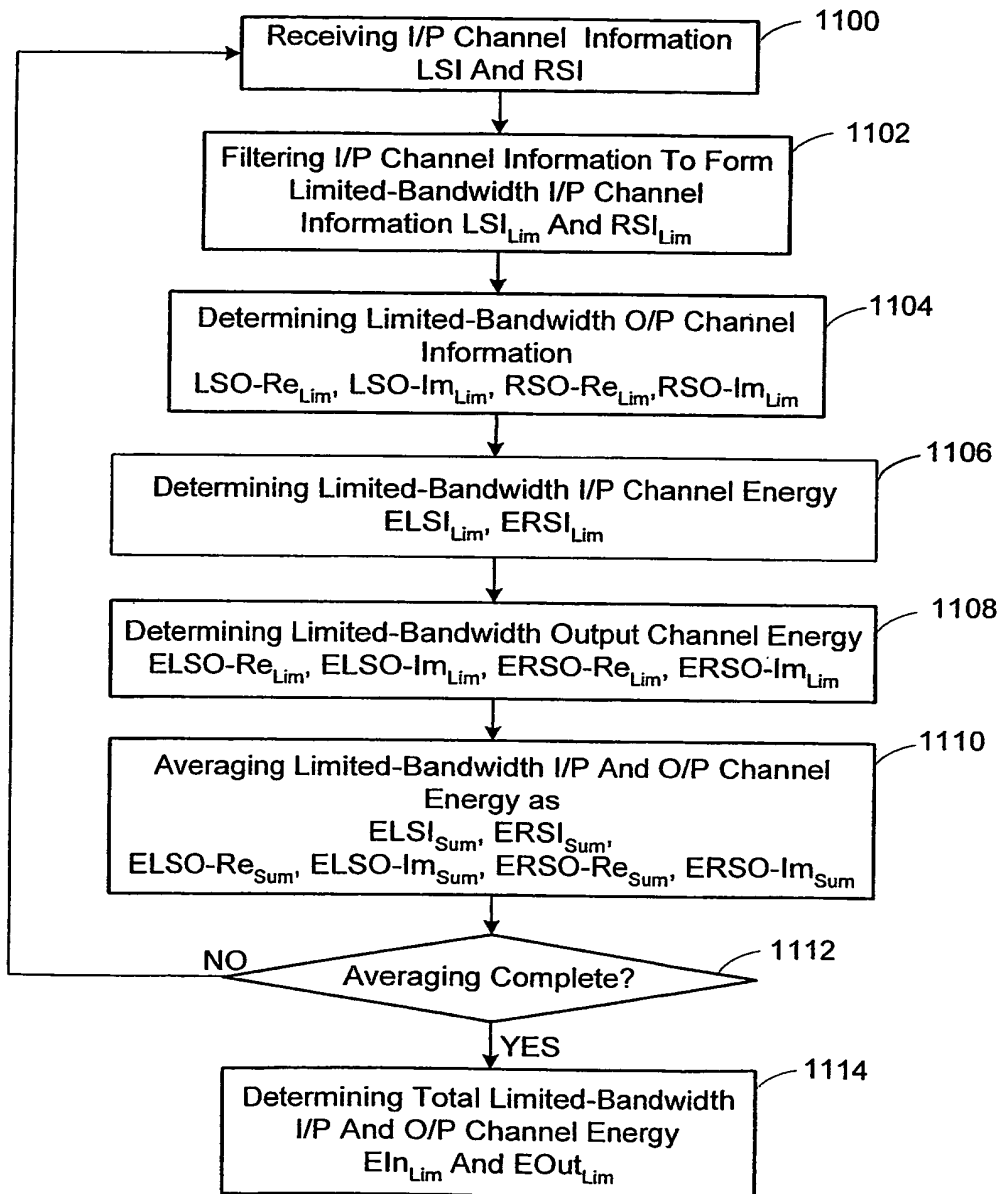 1100
Receiving I/P Channel Information
LSI And RSI
1102
Filtering I/P Channel Information To Form
Limited-Bandwidth I/P Channel
Information LSI_Lim And RSI_Lim
1104
Determining Limited-Bandwidth O/P Channel
Information
LSO-Re_Lim, LSO-Im_Lim, RSO-Re_Lim,RSO-Im_Lim
1106
Determining Limited-Bandwidth I/P Channel Energy
ELSI_Lim, ERSI_Lim
1108
Determining Limited-Bandwidth Output Channel Energy
ELSO-Re_Lim, ELSO-Im_Lim, ERSO-Re_Lim, ERSO-Im_Lim
1110
Averaging Limited-Bandwidth I/P And O/P Channel
Energy as
ELSI_Sum, ERSI_Sum,
ELSO-Re_Sum, ELSO-Im_Sum, ERSO-Re_Sum, ERSO-Im_Sum
1112
NO
Averaging Complete?
YES
1114
Determining Total Limited-Bandwidth
I/P And O/P Channel Energy
EIn_Lim And EOut_Lim